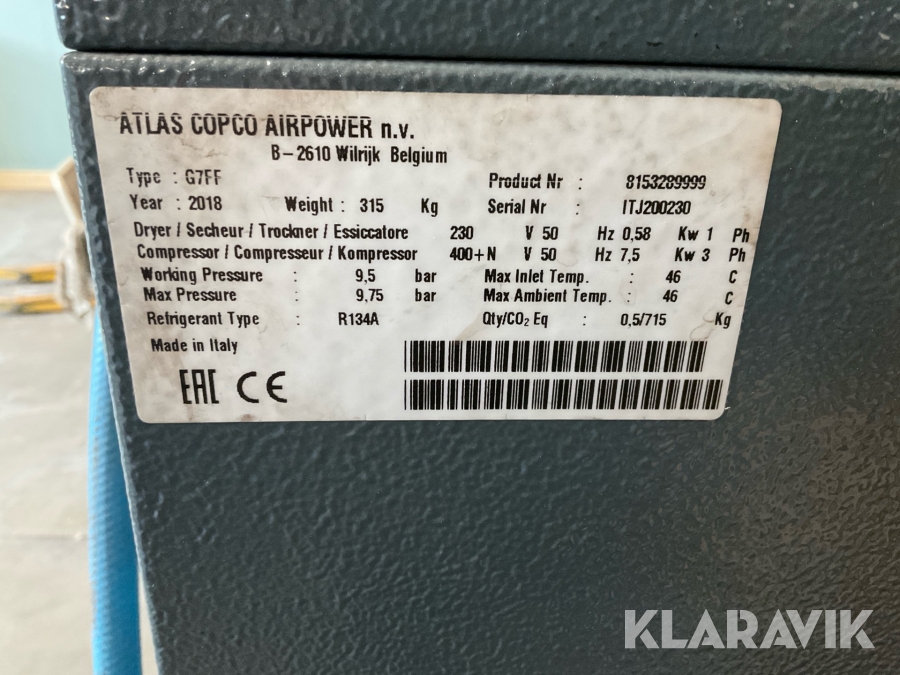 ATLAS COPCO AIRPOWER n.v.
B-2610 Wilrijk Belgium
Type : G7FF Product Nr : 8153289999
Year : 2018 Weight : 315 Kg Serial Nr : ITJ200230
Dryer / Secheur / Trockner / Essiccatore 230 V 50 Hz 0,58 Kw 1 Ph
Compressor / Compresseur / Kompressor 400+N V 50 Hz 7,5 Kw 3 Ph
Working Pressure : 9,5 bar Max Inlet Temp. : 46 C
Max Pressure : 9,75 bar Max Ambient Temp. : 46 C
Refrigerant Type : R134A Qty/CO₂ Eq : 0,5/715 Kg
Made in Italy
EAC CE
KLARAVIK